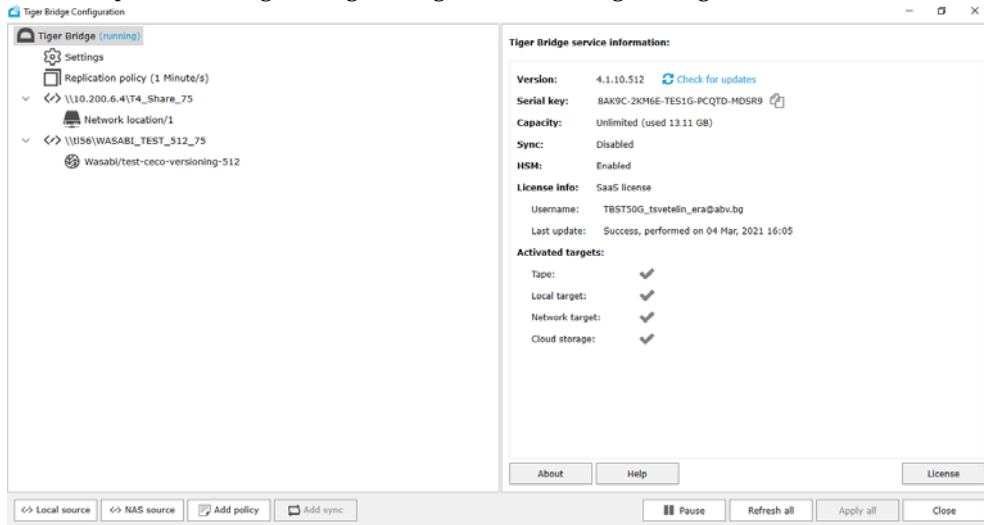 Tiger Bridge Configuration
Tiger Bridge (running)
Settings
Replication policy (1 Minute/s)
\\10.200.6.4\T4_Share_75
Network location/1
\\tl56\WASABI_TEST_512_75
Wasabi/test-ceco-versioning-512
Tiger Bridge service information:
Version: 4.1.10.512 Check for updates
Serial key: 8AK9C-2KM6E-TES1G-PCQTD-MDSR9
Capacity: Unlimited (used 13.11 GB)
Sync: Disabled
HSM: Enabled
License info: SaaS license
Username: TBST50G_tsvetelin_era@abv.bg
Last update: Success, performed on 04 Mar, 2021 16:05
Activated targets:
Tape:
Local target:
Network target:
Cloud storage:
About Help License
Local source NAS source Add policy Add sync Pause Refresh all Apply all Close